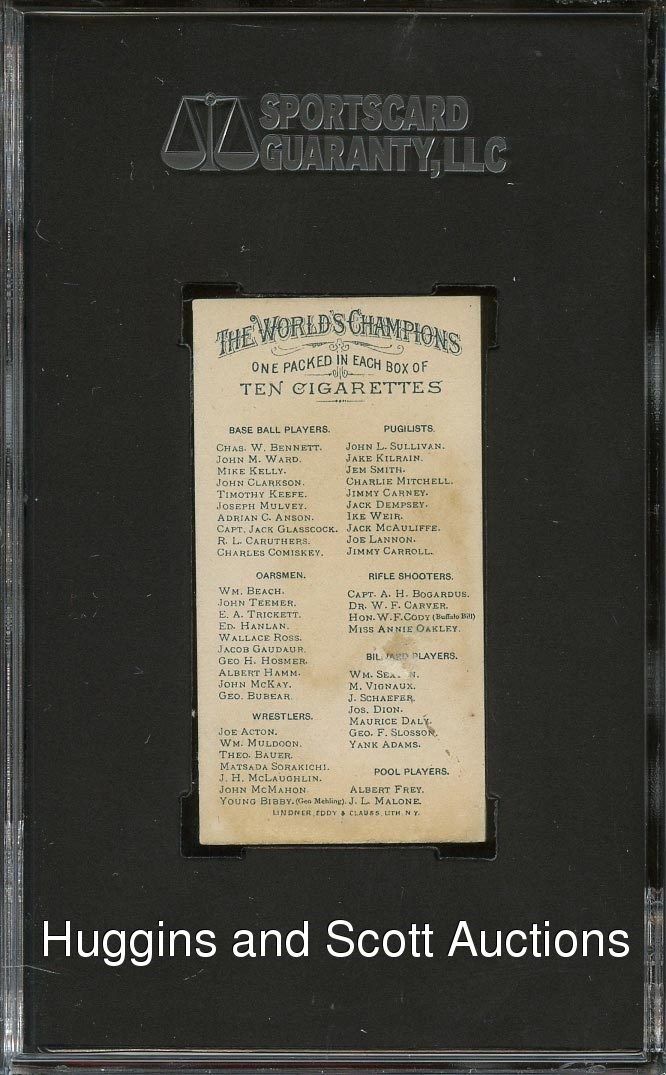 SPORTSCARD
GUARANTY, LLC
THE WORLD'S CHAMPIONS
ONE PACKED IN EACH BOX OF
TEN CIGARETTES
BASE BALL PLAYERS.
CHAS. W. BENNETT.
JOHN M. WARD.
MIKE KELLY.
JOHN CLARKSON.
TIMOTHY KEEFE.
JOSEPH MULVEY.
ADRIAN C. ANSON.
CAPT. JACK GLASSCOCK.
R. L. CARUTHERS.
CHARLES COMISKEY.
OARSMEN.
WM. BEACH.
JOHN TEEMER.
E. A. TRICKETT.
ED. HANLAN.
WALLACE ROSS.
JACOB GAUDAUR.
GEO H. HOSMER.
ALBERT HAMM.
JOHN MCKAY.
GEO. BUBEAR.
WRESTLERS.
JOE ACTON.
WM. MULDOON.
THEO. BAUER.
MATSADA SORAKICHI.
J. H. MCLAUGHLIN.
JOHN MCMAHON.
YOUNG BIBBY. (Geo Mehling).
PUGILISTS.
JOHN L. SULLIVAN.
JAKE KILRAIN.
JEM SMITH.
CHARLIE MITCHELL.
JIMMY CARNEY.
JACK DEMPSEY.
IKE WEIR.
JACK MCAULIFFE.
JOE LANNON.
JIMMY CARROLL.
RIFLE SHOOTERS.
CAPT. A. H. BOGARDUS.
DR. W. F. CARVER.
HON. W. F. CODY (Buffalo Bill)
MISS ANNIE OAKLEY.
PLAYERS.
WM.
M. VIGNAUX.
J. SCHAEFER.
JOS. DION.
MAURICE DALY.
GEO. F. SLOSSON.
YANK ADAMS.
POOL PLAYERS.
ALBERT FREY.
J. L. MALONE.
LINDNER, EDDY & CLAUSS, LITH. N.Y.
Huggins and Scott Auctions